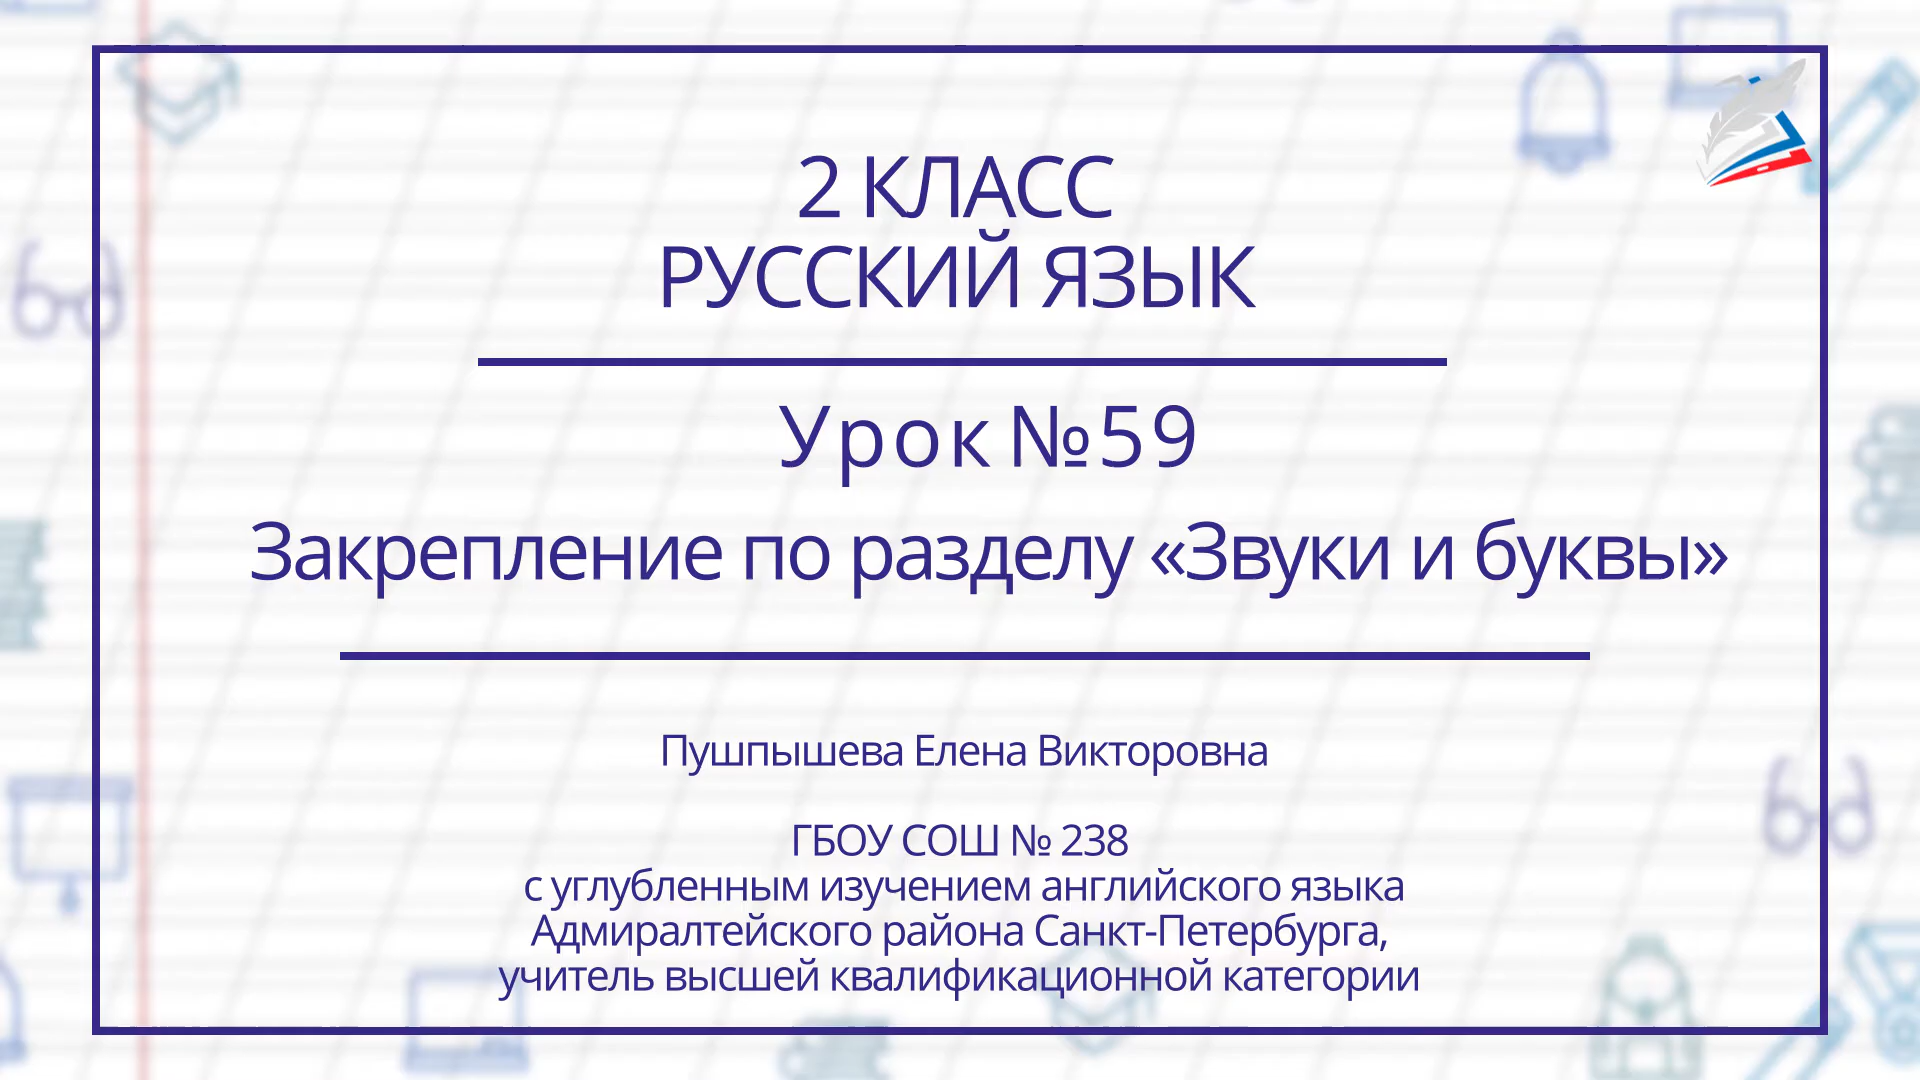 2 КЛАСС
РУССКИЙ ЯЗЫК
Урок №59
Закрепление по разделу «Звуки и буквы»
Пушпышева Елена Викторовна
ГБОУ СОШ № 238
с углубленным изучением английского языка
Адмиралтейского района Санкт-Петербурга,
учитель высшей квалификационной категории